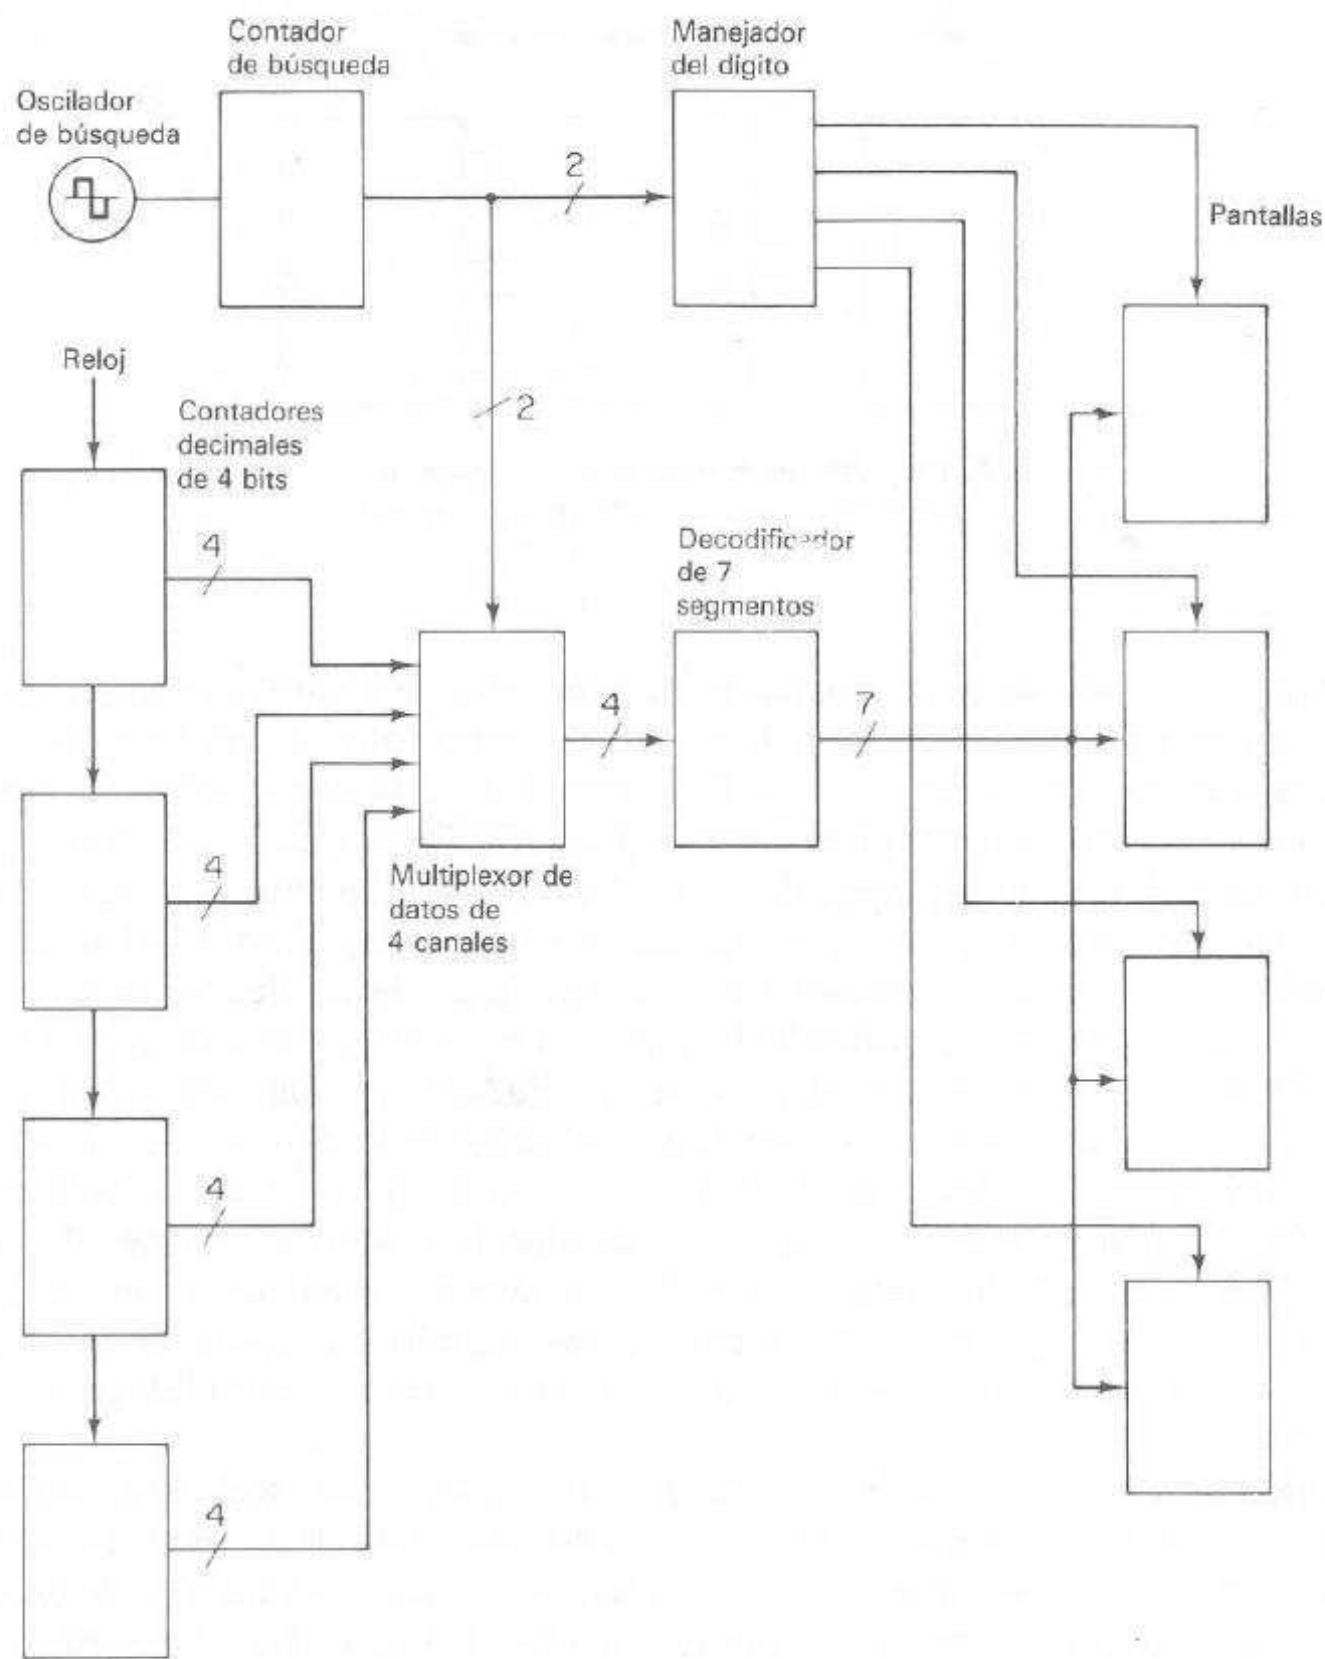 Contador
de búsqueda
Manejador
del dígito
Oscilador
de búsqueda
2
Pantallas
Reloj
2
Contadores
decimales
de 4 bits
4
Decodificador
de 7
segmentos
4
7
4
Multiplexor de
datos de
4 canales
4
4